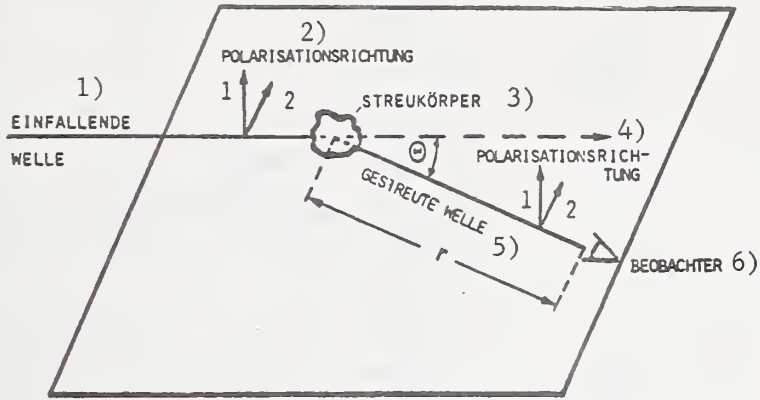 2)
POLARISATIONSRICHTUNG
1)
1
2
STREUKÖRPER 3)
EINFALLENDE
WELLE
4)
Θ
POLARISATIONSRICH-
TUNG
1
2
GESTREUTE WELLE 5)
r
BEOBACHTER 6)